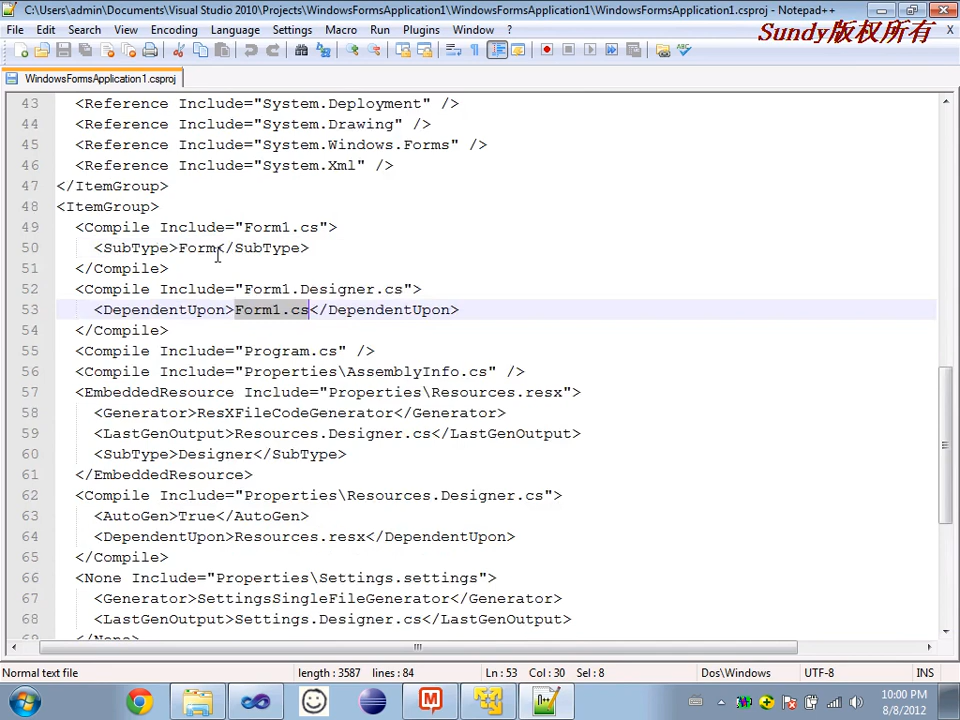 C:\Users\admin\Documents\Visual Studio 2010\Projects\WindowsFormsApplication1\WindowsFormsApplication1\WindowsFormsApplication1.csproj - Notepad++
File Edit Search View Encoding Language Settings Macro Run Plugins Window ? X
Sundy版权所有
WindowsFormsApplication1.csproj
43 <Reference Include="System.Deployment" />
44 <Reference Include="System.Drawing" />
45 <Reference Include="System.Windows.Forms" />
46 <Reference Include="System.Xml" />
47 </ItemGroup>
48 <ItemGroup>
49 <Compile Include="Form1.cs">
50 <SubType>Form</SubType>
51 </Compile>
52 <Compile Include="Form1.Designer.cs">
53 <DependentUpon>Form1.cs</DependentUpon>
54 </Compile>
55 <Compile Include="Program.cs" />
56 <Compile Include="Properties\AssemblyInfo.cs" />
57 <EmbeddedResource Include="Properties\Resources.resx">
58 <Generator>ResXFileCodeGenerator</Generator>
59 <LastGenOutput>Resources.Designer.cs</LastGenOutput>
60 <SubType>Designer</SubType>
61 </EmbeddedResource>
62 <Compile Include="Properties\Resources.Designer.cs">
63 <AutoGen>True</AutoGen>
64 <DependentUpon>Resources.resx</DependentUpon>
65 </Compile>
66 <None Include="Properties\Settings.settings">
67 <Generator>SettingsSingleFileGenerator</Generator>
68 <LastGenOutput>Settings.Designer.cs</LastGenOutput>
69 </None>
Normal text file length : 3587 lines : 84 Ln : 53 Col : 30 Sel : 8 Dos\Windows UTF-8 INS
10:00 PM
8/8/2012